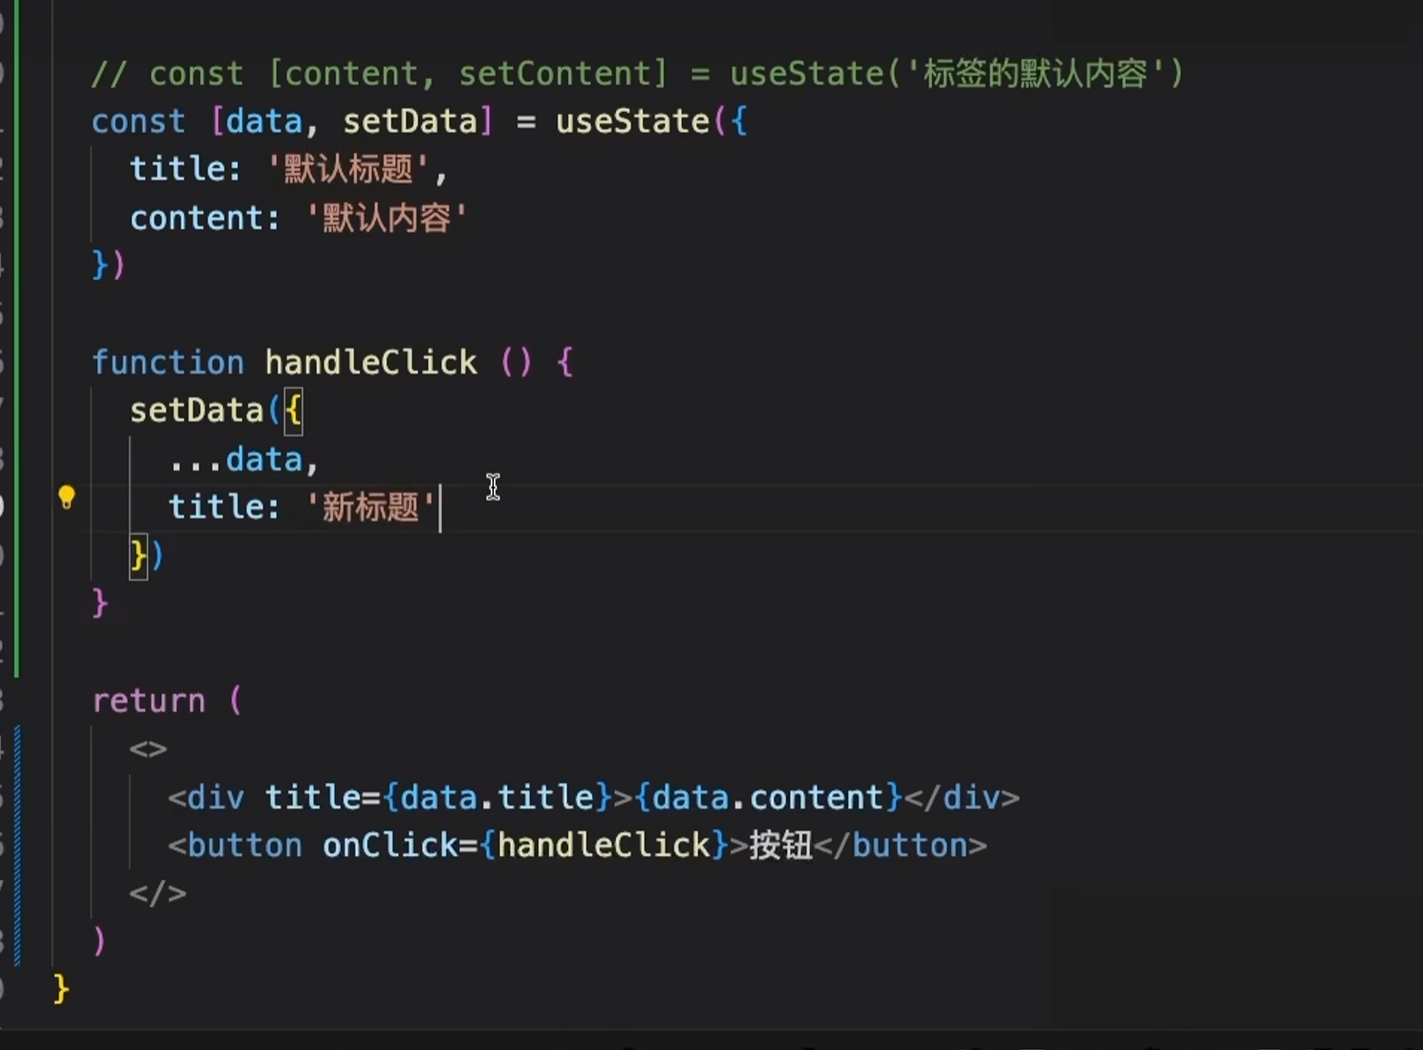 // const [content, setContent] = useState('标签的默认内容')
const [data, setData] = useState({
title: '默认标题',
content: '默认内容'
})
function handleClick () {
setData({
...data,
title: '新标题'
})
}
return (
<>
<div title={data.title}>{data.content}</div>
<button onClick={handleClick}>按钮</button>
</>
)
}